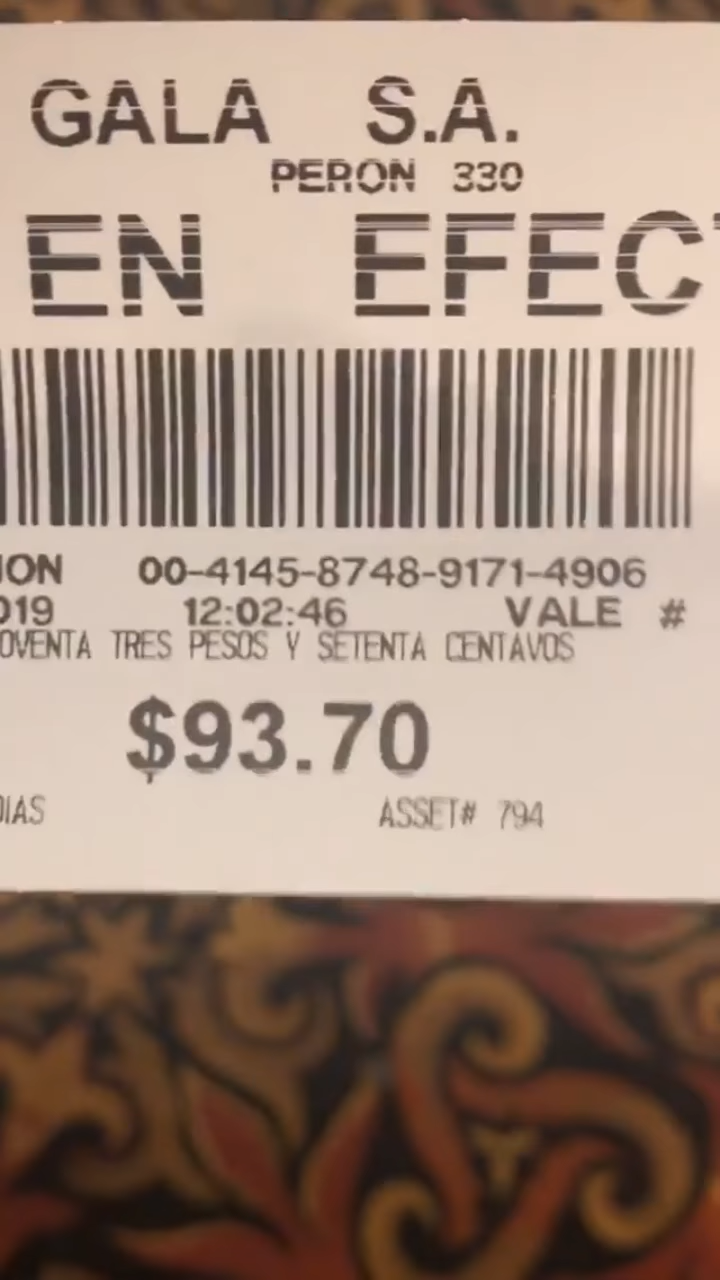 GALA S.A.
PERON 330
EN EFECT
ION 00-4145-8748-9171-4906
019 12:02:46 VALE #
OVENTA TRES PESOS Y SETENTA CENTAVOS
$93.70
DIAS ASSET# 794